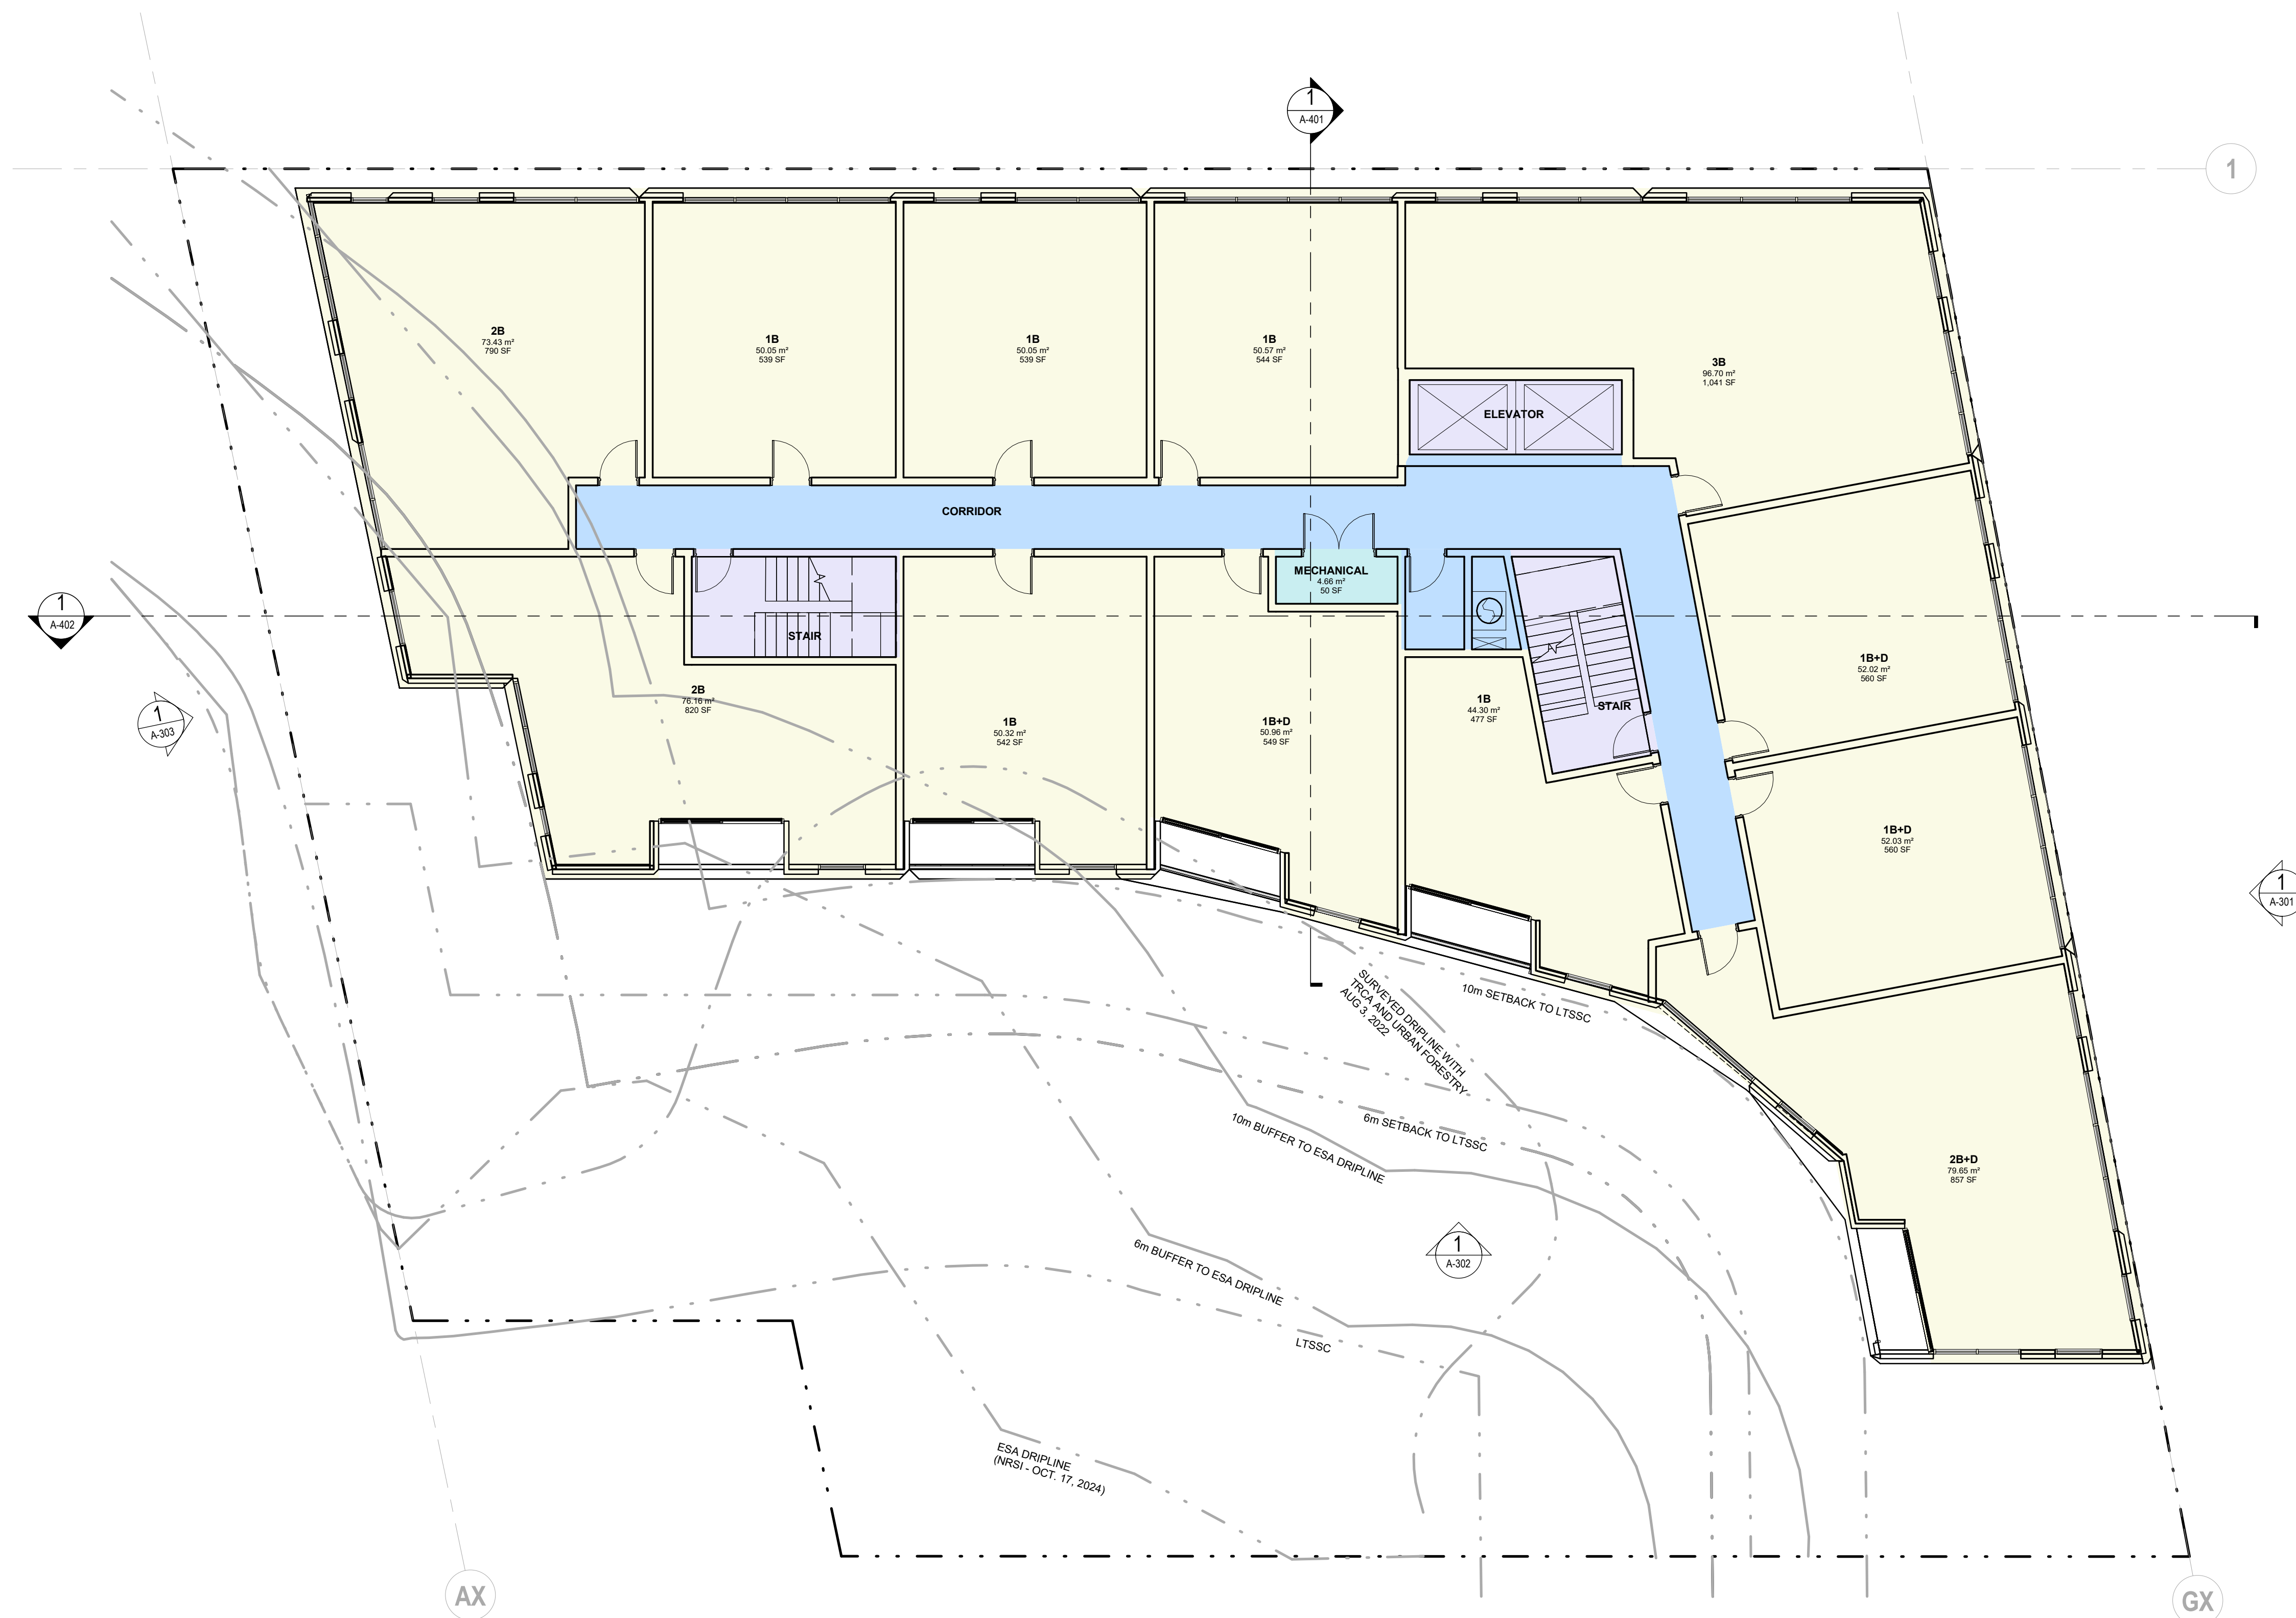 1
A-401
1
2B
73.43 m²
790 SF
1B
50.05 m²
539 SF
1B
50.05 m²
539 SF
1B
50.57 m²
544 SF
3B
96.70 m²
1,041 SF
ELEVATOR
CORRIDOR
MECHANICAL
4.66 m²
50 SF
1
A-402
STAIR
1B+D
52.02 m²
560 SF
2B
76.16 m²
820 SF
1B
50.32 m²
542 SF
1B+D
50.96 m²
549 SF
1B
44.30 m²
477 SF
STAIR
1
A-303
1B+D
52.03 m²
560 SF
1
A-301
SURVEYED DRIPLINE WITH
TRCA AND URBAN FORESTRY
AUG 3, 2022
10m SETBACK TO LTSSC
6m SETBACK TO LTSSC
10m BUFFER TO ESA DRIPLINE
2B+D
79.65 m²
857 SF
6m BUFFER TO ESA DRIPLINE
1
A-302
LTSSC
ESA DRIPLINE
(NRSI - OCT. 17, 2024)
AX
GX